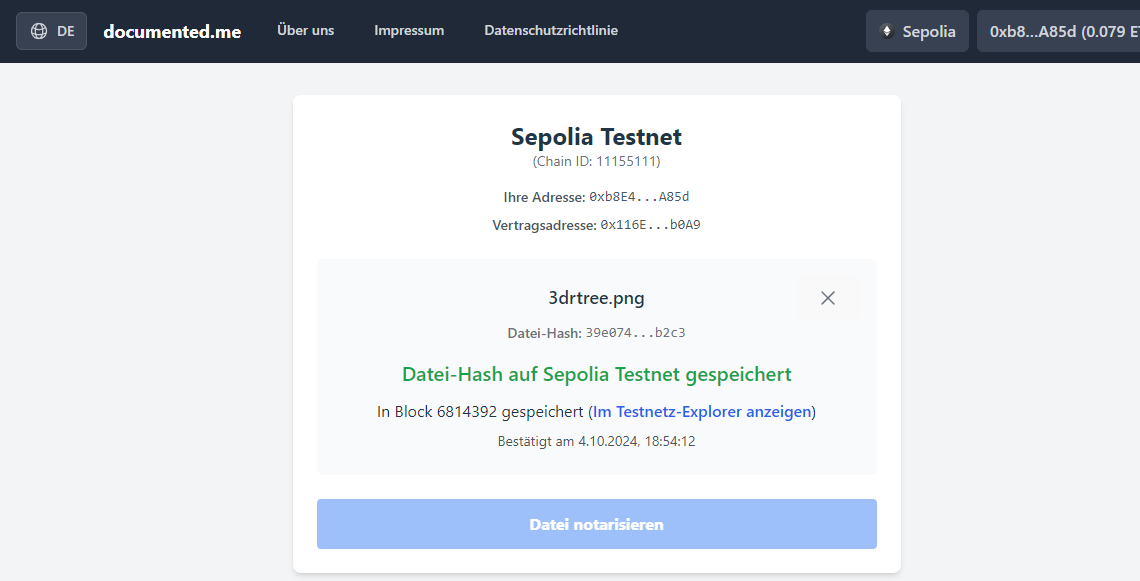 DE documented.me Über uns Impressum Datenschutzrichtlinie Sepolia 0xb8...A85d (0.079 ET
Sepolia Testnet
(Chain ID: 11155111)
Ihre Adresse: 0xb8E4...A85d
Vertragsadresse: 0x116E...b0A9
3drtree.png
Datei-Hash: 39e074...b2c3
Datei-Hash auf Sepolia Testnet gespeichert
In Block 6814392 gespeichert (Im Testnetz-Explorer anzeigen)
Bestätigt am 4.10.2024, 18:54:12
Datei notarisieren